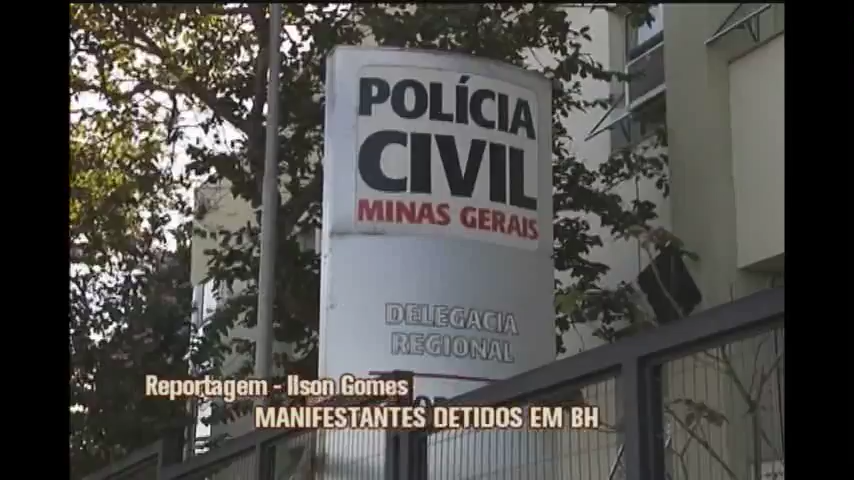 POLÍCIA
CIVIL
MINAS GERAIS
DELEGACIA
REGIONAL
Reportagem - Ilson Gomes
MANIFESTANTES DETIDOS EM BH